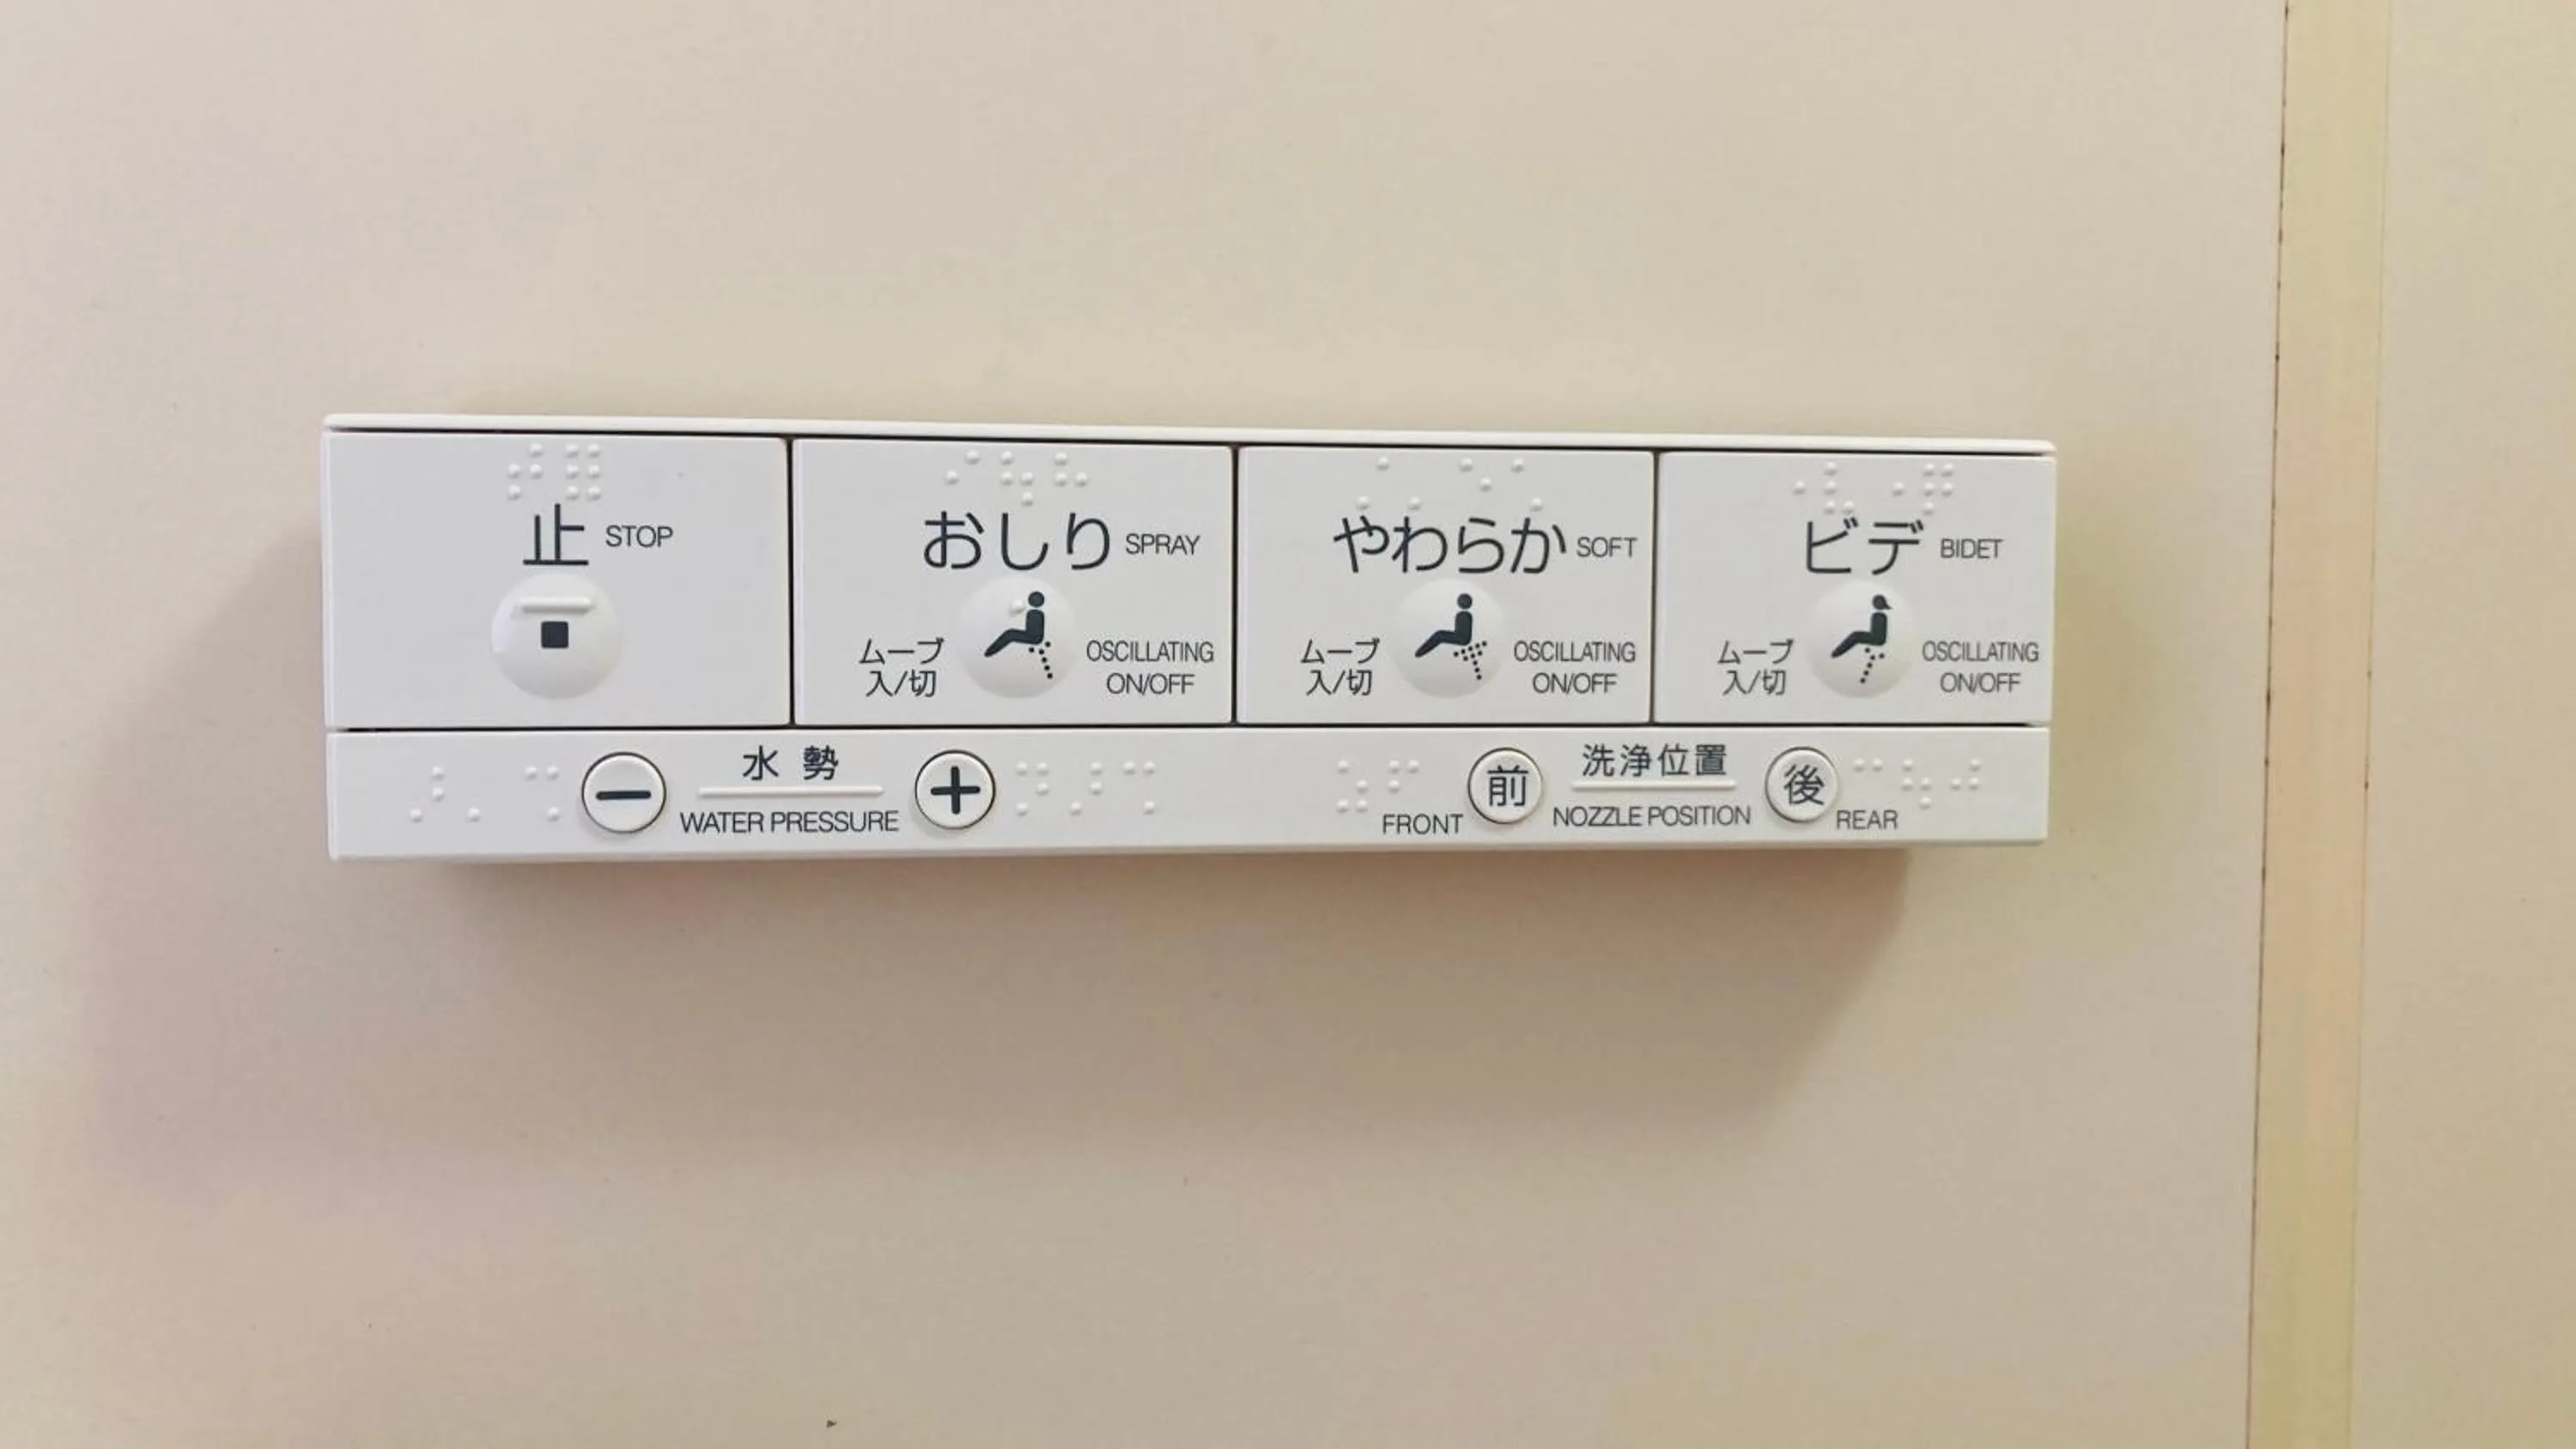 止 STOP
おしり SPRAY
ムーブ
入/切
OSCILLATING
ON/OFF
やわらか SOFT
ムーブ
入/切
OSCILLATING
ON/OFF
ビデ BIDET
ムーブ
入/切
OSCILLATING
ON/OFF
− 水勢 +
WATER PRESSURE
前 洗浄位置 後
FRONT NOZZLE POSITION REAR